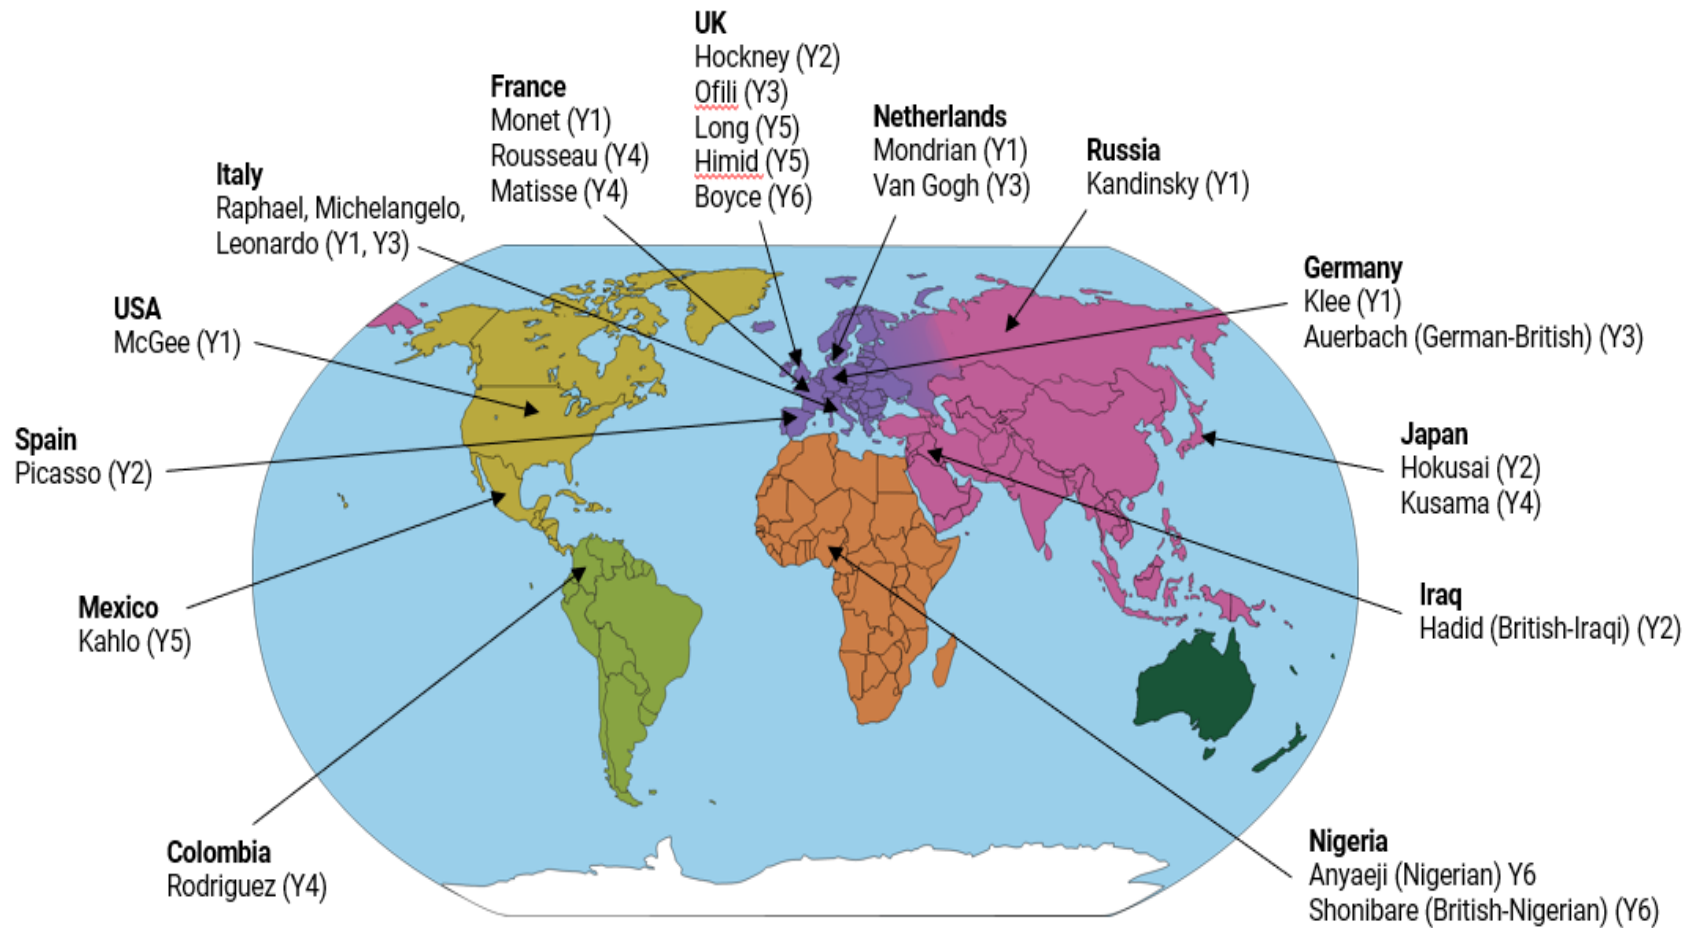 UK
Hockney (Y2)
Ofili (Y3)
Long (Y5)
Himid (Y5)
Boyce (Y6)
France
Monet (Y1)
Rousseau (Y4)
Matisse (Y4)
Netherlands
Mondrian (Y1)
Van Gogh (Y3)
Russia
Kandinsky (Y1)
Italy
Raphael, Michelangelo,
Leonardo (Y1, Y3)
Germany
Klee (Y1)
Auerbach (German-British) (Y3)
USA
McGee (Y1)
Spain
Picasso (Y2)
Japan
Hokusai (Y2)
Kusama (Y4)
Mexico
Kahlo (Y5)
Iraq
Hadid (British-Iraqi) (Y2)
Colombia
Rodriguez (Y4)
Nigeria
Anyaeji (Nigerian) Y6
Shonibare (British-Nigerian) (Y6)